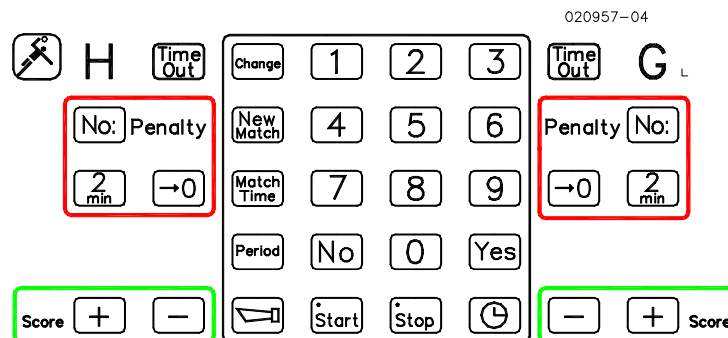 020957-04
H Time Out Change 1 2 3 Time Out G L
No: Penalty New Match 4 5 6 Penalty No:
2 min →0 Match Time 7 8 9 →0 2 min
Period No 0 Yes
Score + - Start Stop - + Score